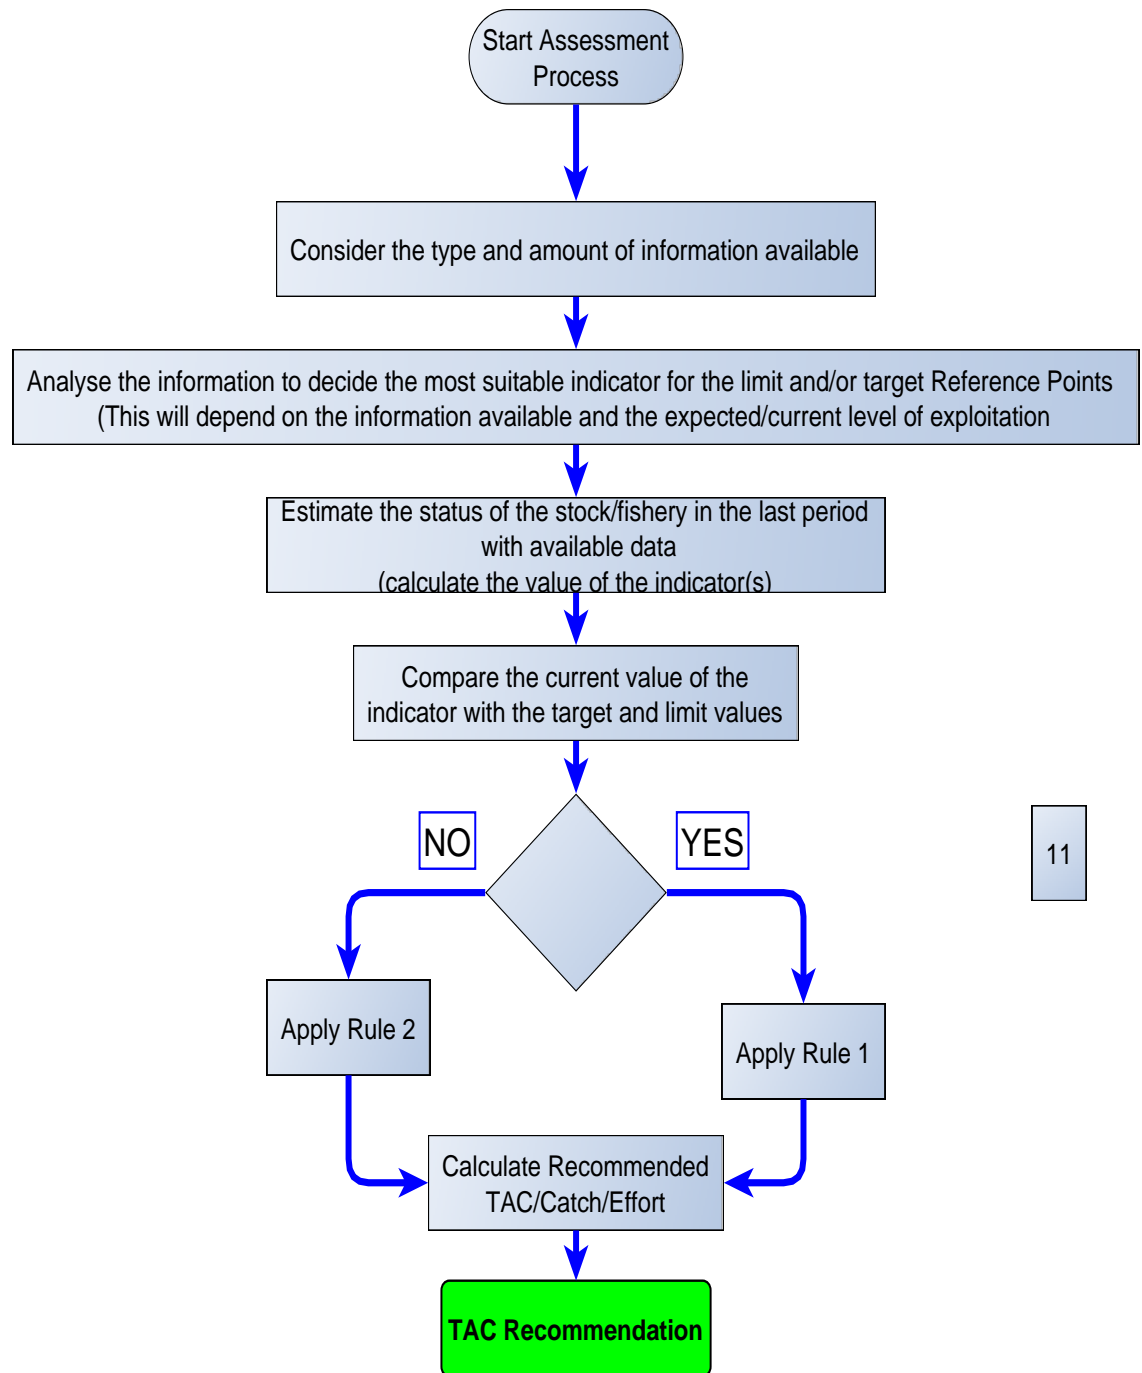 Start Assessment
Process
Consider the type and amount of information available
Analyse the information to decide the most suitable indicator for the limit and/or target Reference Points
(This will depend on the information available and the expected/current level of exploitation
Estimate the status of the stock/fishery in the last period
with available data
(calculate the value of the indicator(s)
Compare the current value of the
indicator with the target and limit values
NO
YES
11
Apply Rule 2
Apply Rule 1
Calculate Recommended
TAC/Catch/Effort
TAC Recommendation